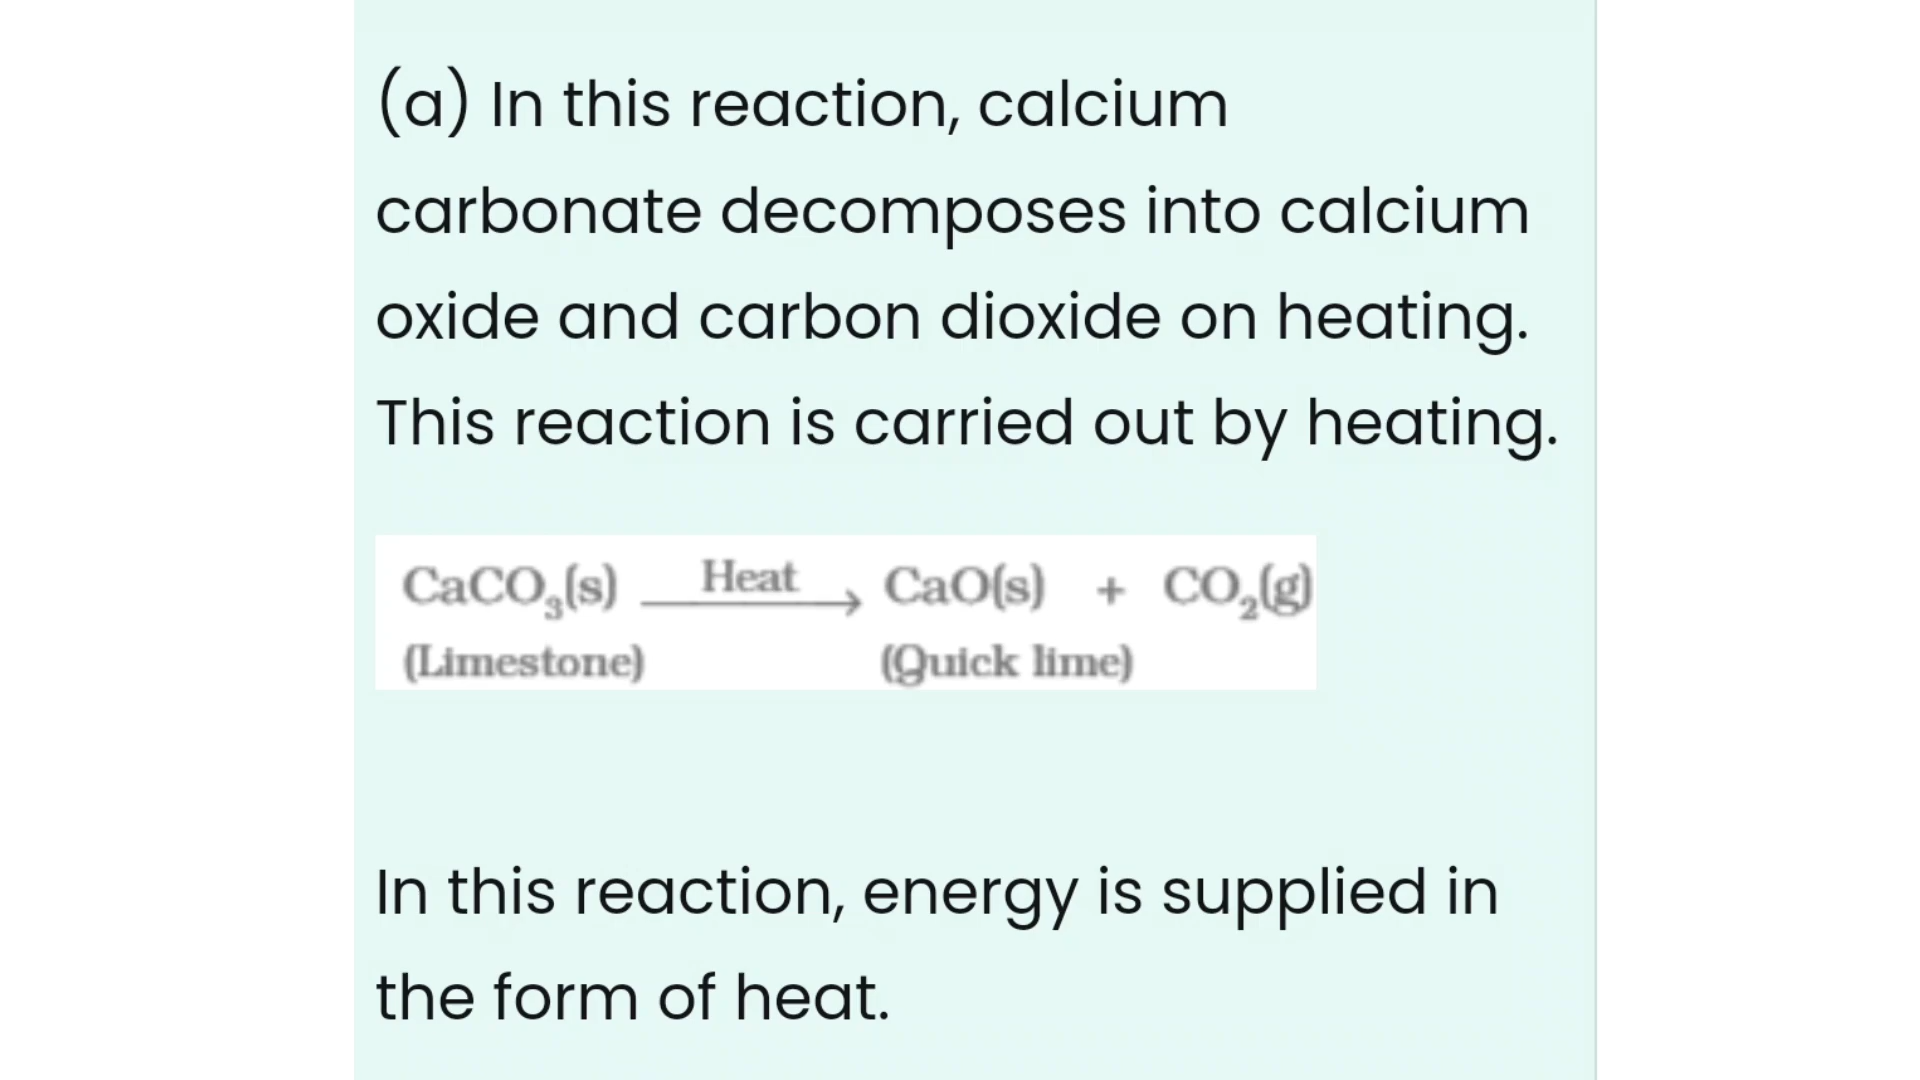 (a) In this reaction, calcium
carbonate decomposes into calcium
oxide and carbon dioxide on heating.
This reaction is carried out by heating.
Heat
CaCO₃(s) ⟶ CaO(s) + CO₂(g)
(Limestone) (Quick lime)
In this reaction, energy is supplied in
the form of heat.